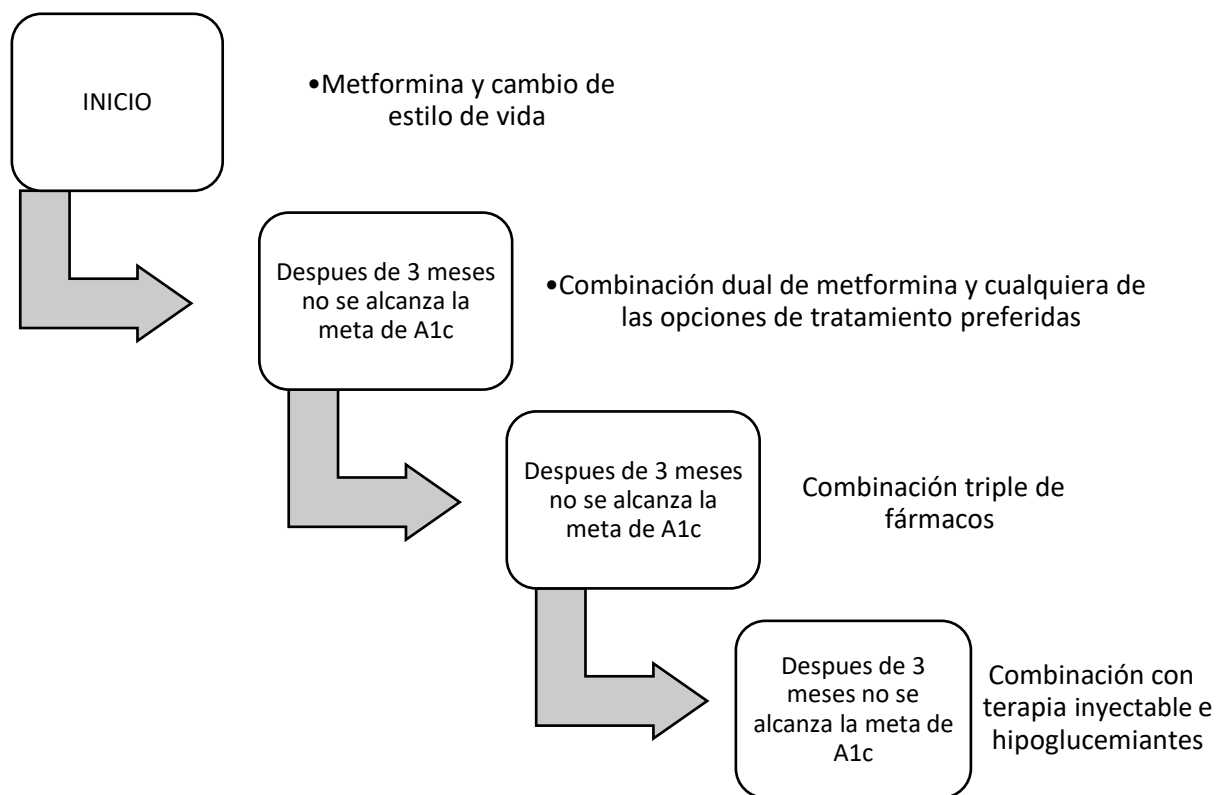 INICIO
•Metformina y cambio de
estilo de vida
Despues de 3 meses
no se alcanza la
meta de A1c
•Combinación dual de metformina y cualquiera de
las opciones de tratamiento preferidas
Despues de 3 meses
no se alcanza la
meta de A1c
Combinación triple de
fármacos
Despues de 3
meses no se
alcanza la meta de
A1c
Combinación con
terapia inyectable e
hipoglucemiantes